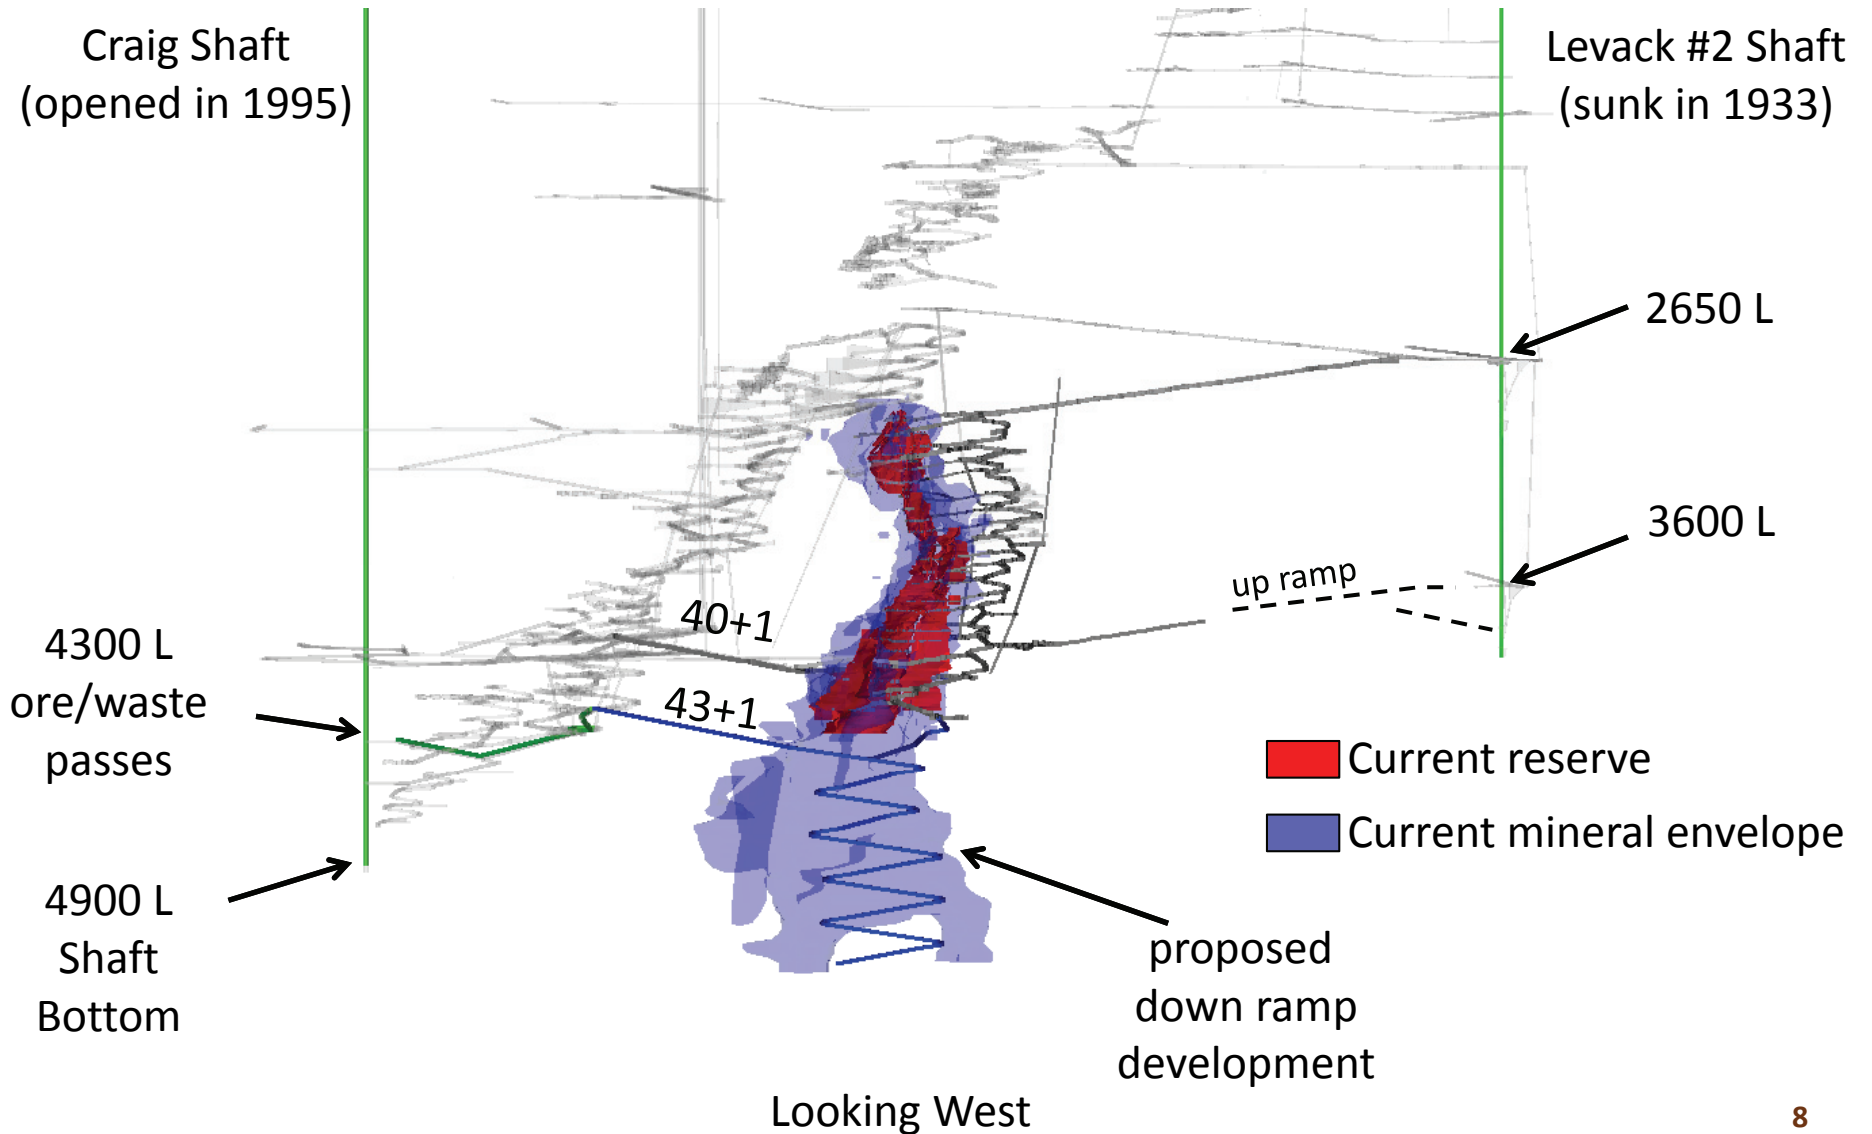 Craig Shaft
(opened in 1995)
Levack #2 Shaft
(sunk in 1933)
2650 L
3600 L
up ramp
40+1
4300 L
ore/waste
passes
43+1
Current reserve
Current mineral envelope
4900 L
Shaft
Bottom
proposed
down ramp
development
Looking West
8